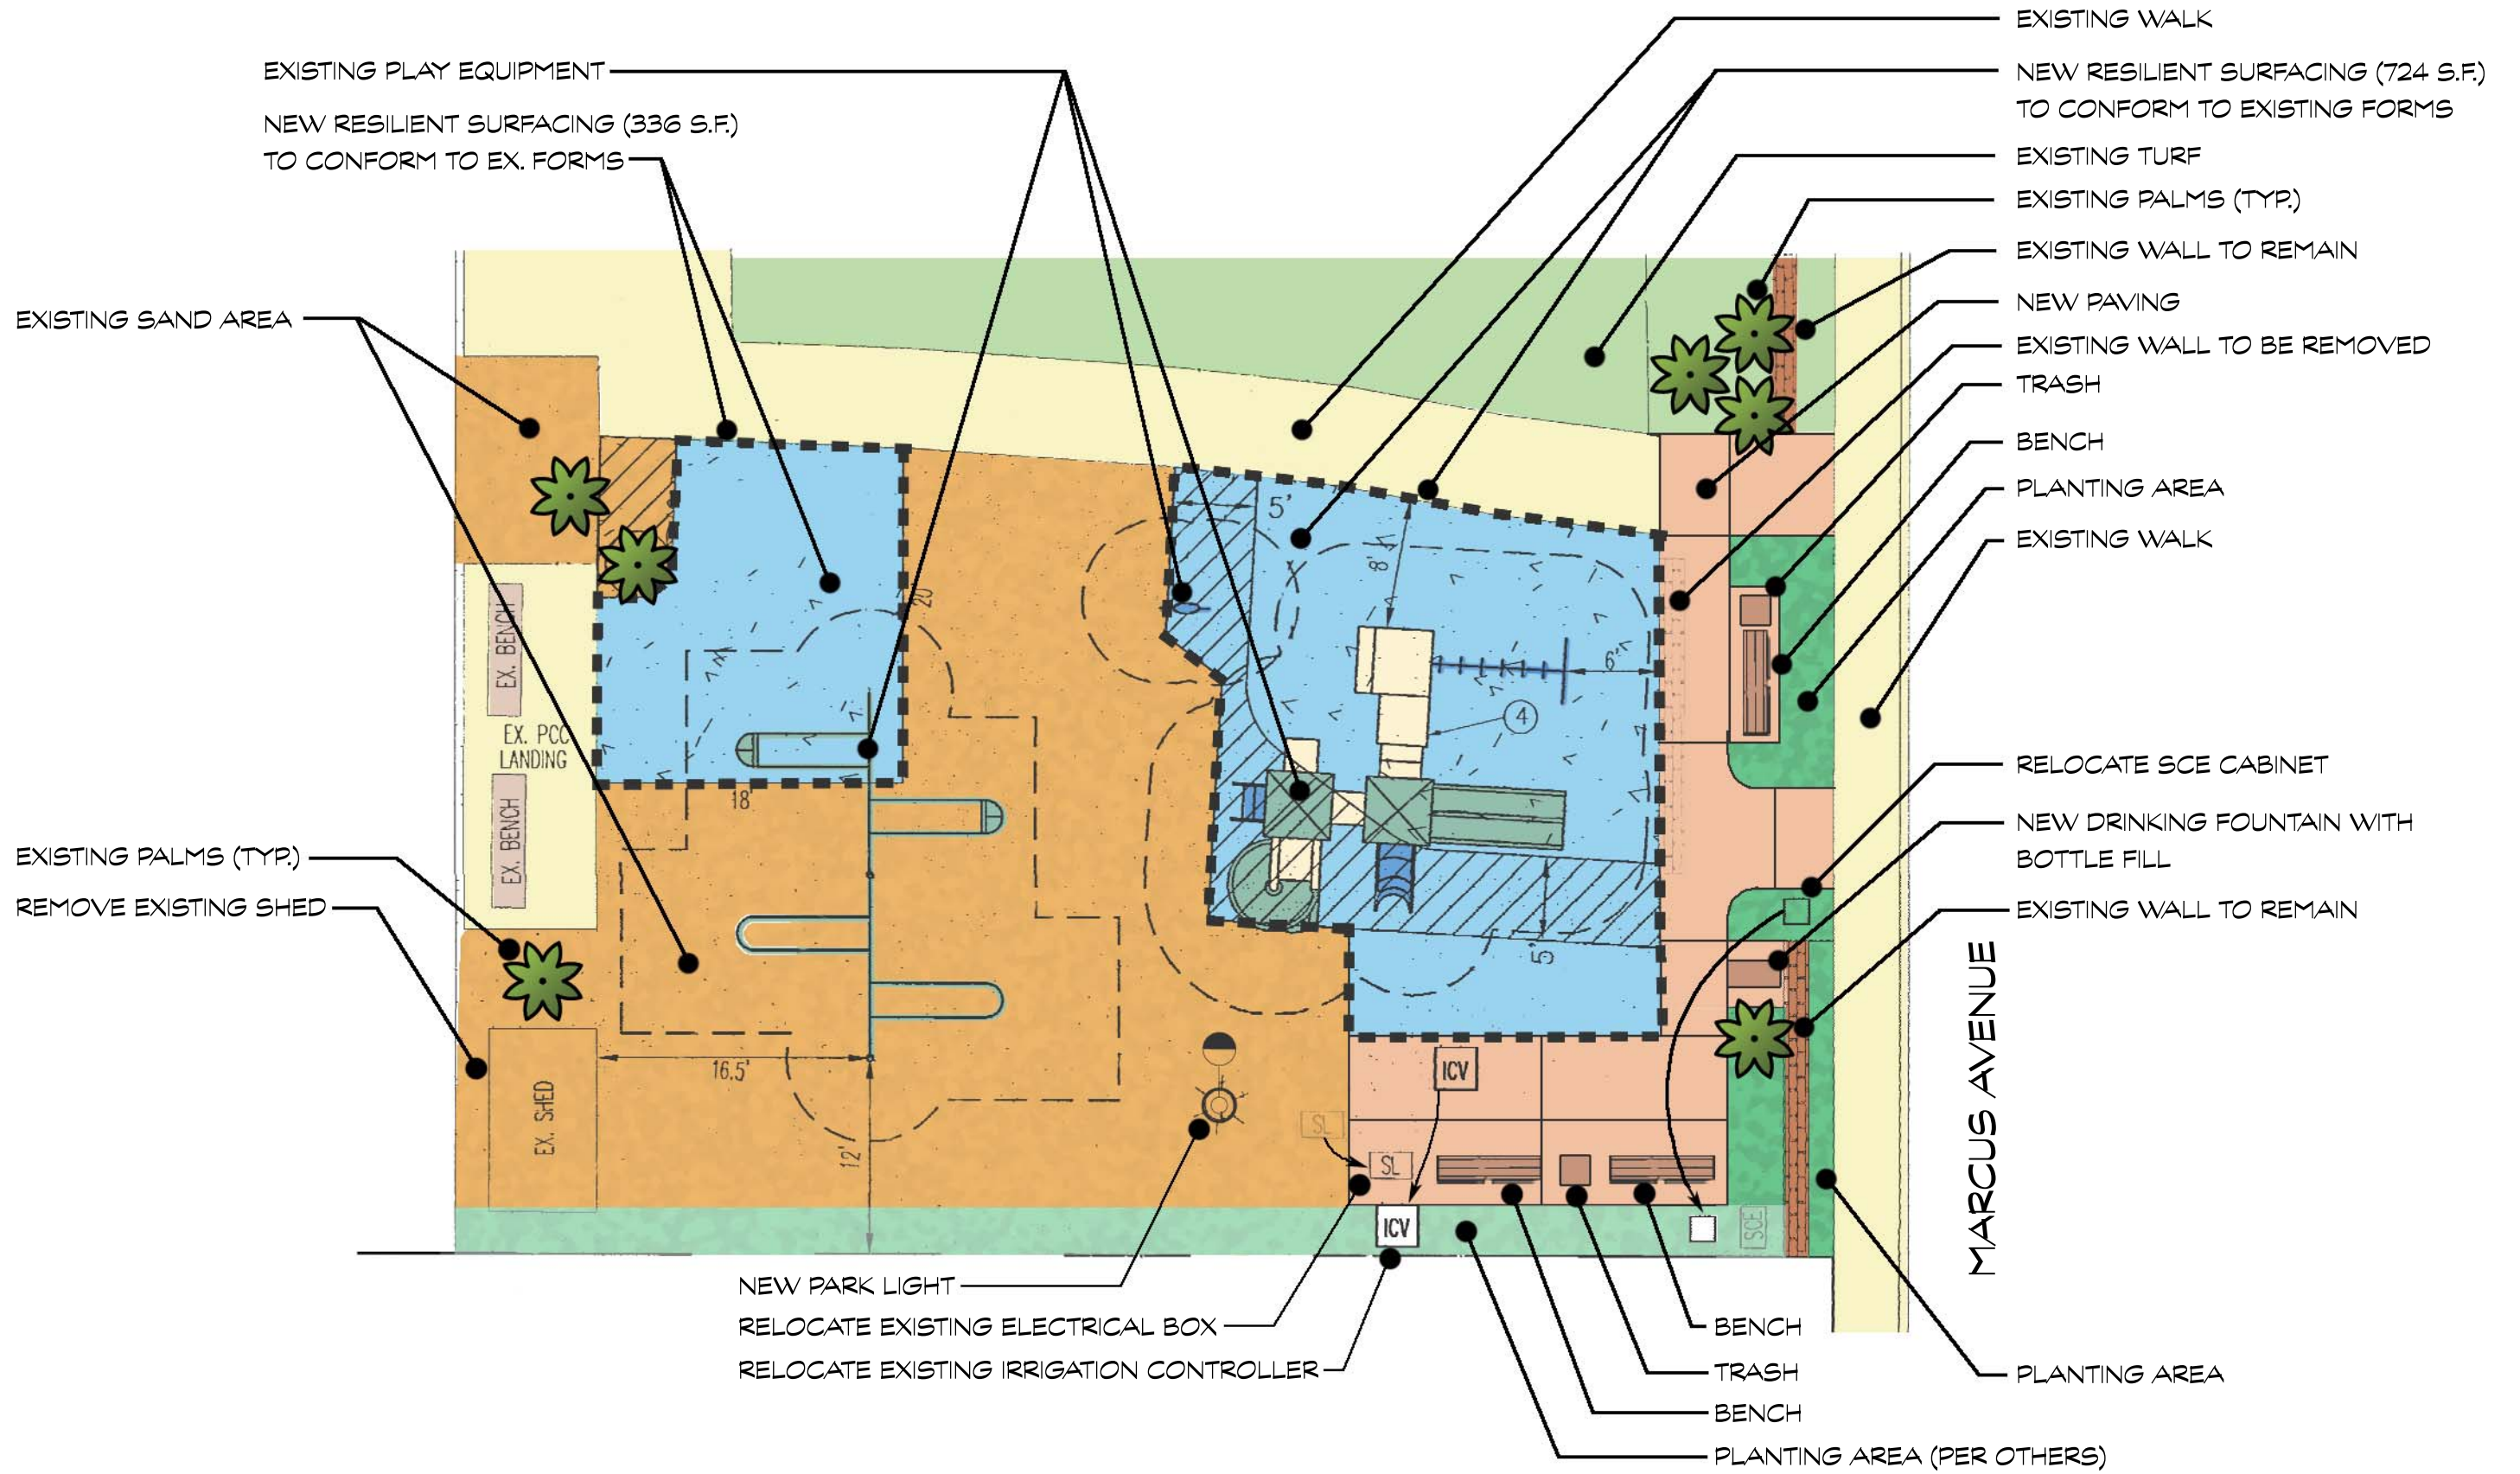 EXISTING WALK
EXISTING PLAY EQUIPMENT
NEW RESILIENT SURFACING (724 S.F.)
TO CONFORM TO EXISTING FORMS
NEW RESILIENT SURFACING (336 S.F.)
TO CONFORM TO EX. FORMS
EXISTING TURF
EXISTING PALMS (TYP.)
EXISTING WALL TO REMAIN
NEW PAVING
EXISTING SAND AREA
EXISTING WALL TO BE REMOVED
TRASH
BENCH
PLANTING AREA
EXISTING WALK
5'
8'
20'
6'
EX. BENCH
4
EX. PCC
LANDING
18'
EX. BENCH
RELOCATE SCE CABINET
NEW DRINKING FOUNTAIN WITH
BOTTLE FILL
EXISTING PALMS (TYP.)
REMOVE EXISTING SHED
EXISTING WALL TO REMAIN
5'
16.5'
ICV
EX. SHED
12'
SL
SL
ICV
SCE
MARCUS AVENUE
NEW PARK LIGHT
RELOCATE EXISTING ELECTRICAL BOX
RELOCATE EXISTING IRRIGATION CONTROLLER
BENCH
TRASH
BENCH
PLANTING AREA (PER OTHERS)
PLANTING AREA